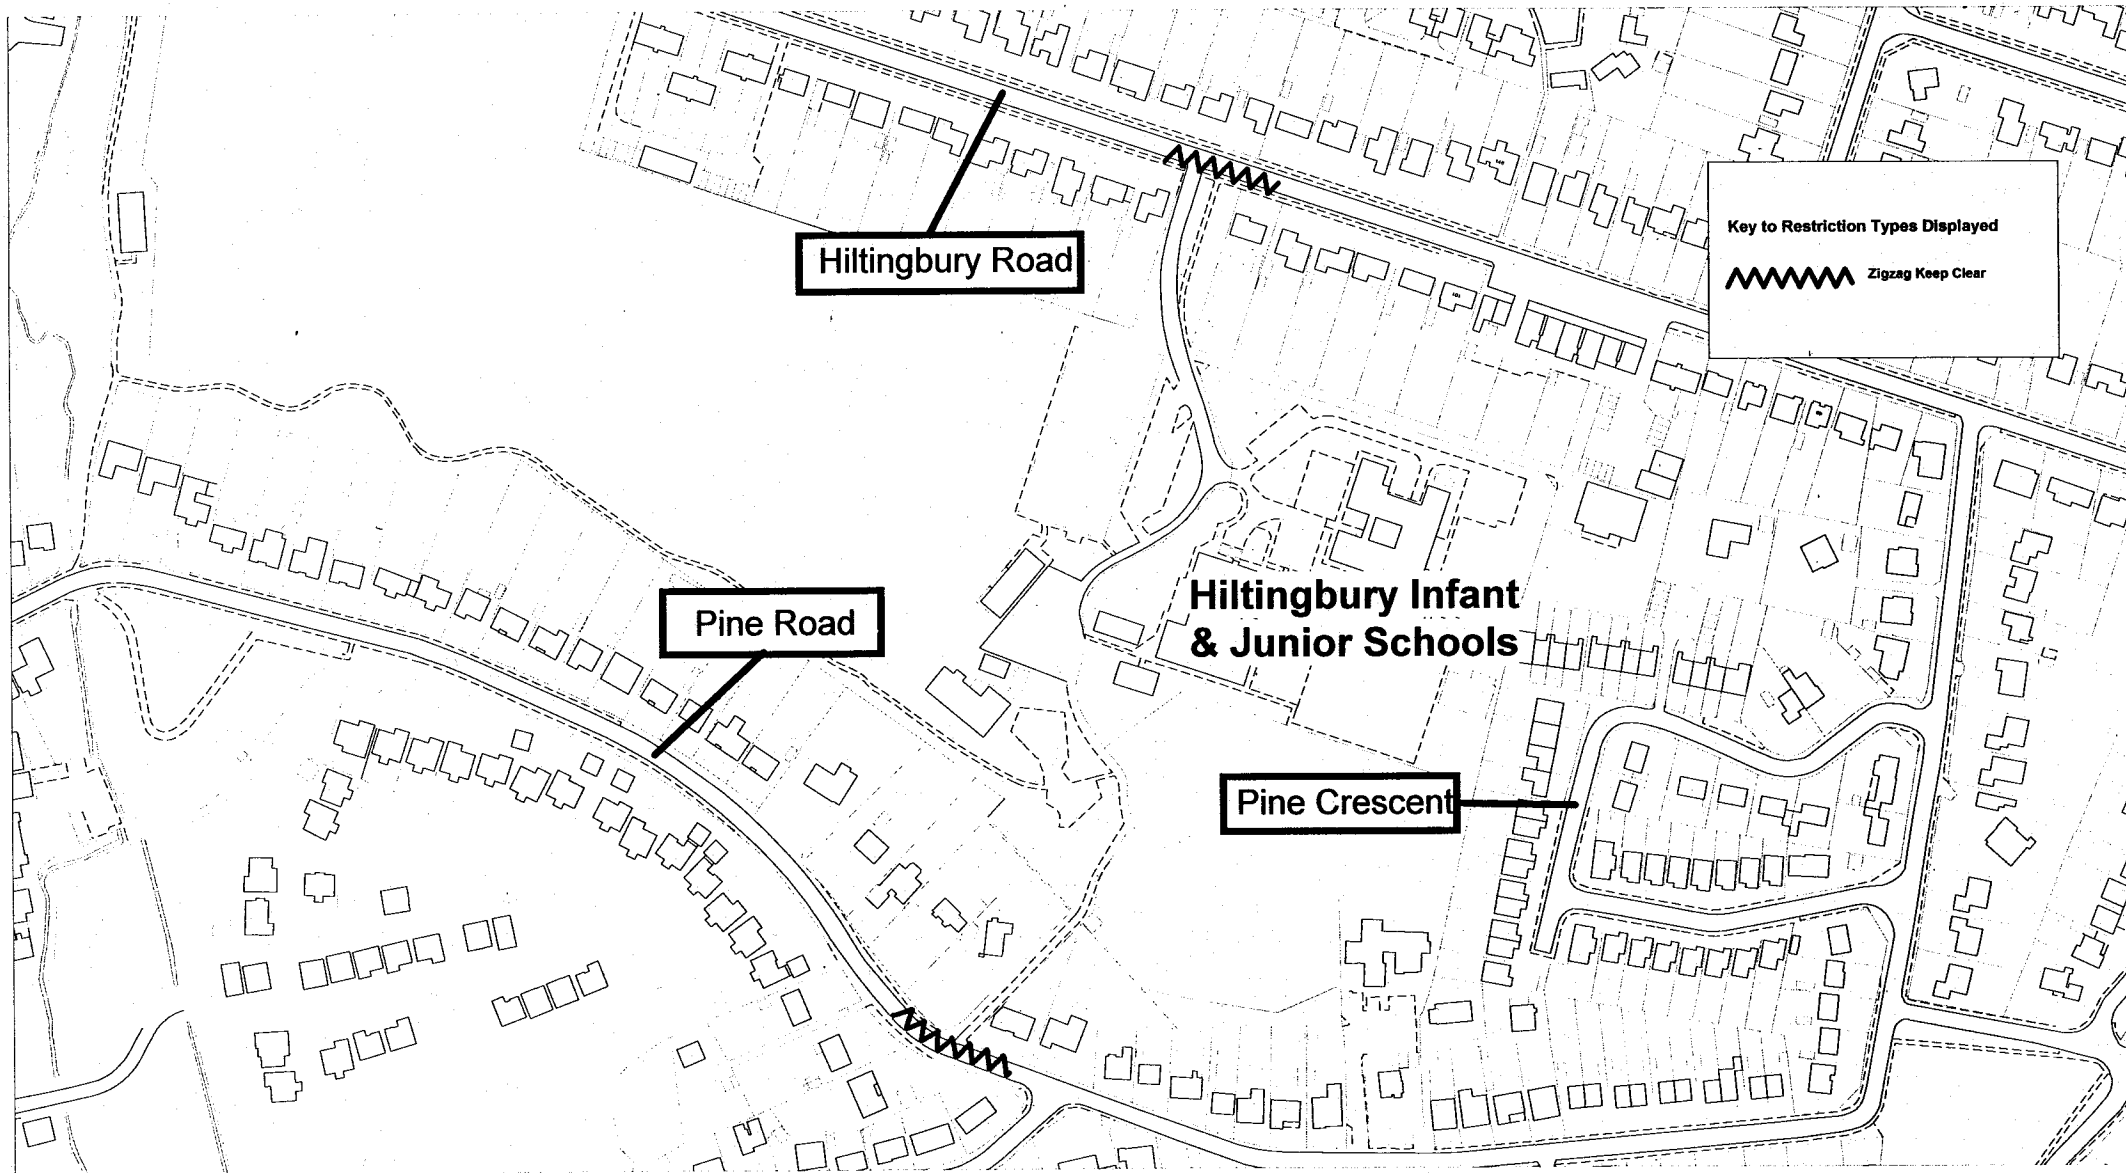 Hiltingbury Road
Key to Restriction Types Displayed
Zigzag Keep Clear
Pine Road
Hiltingbury Infant
& Junior Schools
Pine Crescent